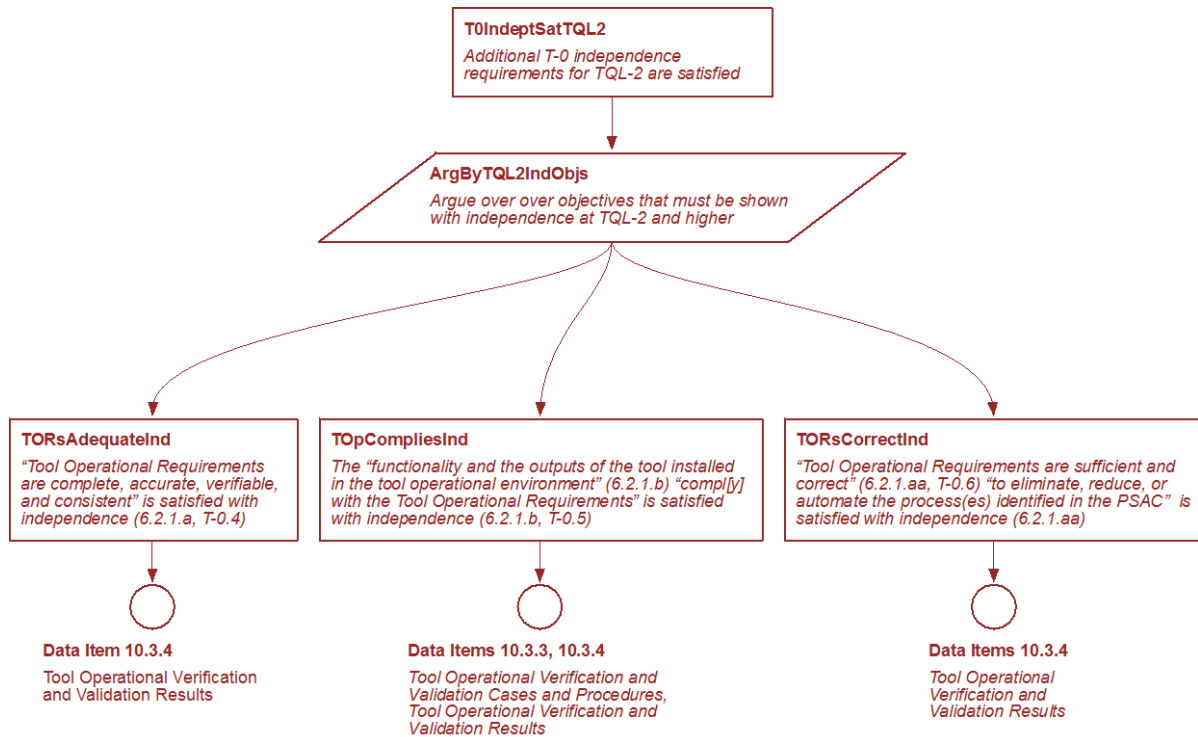 T0IndeptSatTQL2
Additional T-0 independence
requirements for TQL-2 are satisfied
ArgByTQL2IndObjs
Argue over over objectives that must be shown
with independence at TQL-2 and higher
TORsAdequateInd
“Tool Operational Requirements
are complete, accurate, verifiable,
and consistent” is satisfied with
independence (6.2.1.a, T-0.4)
TOpCompliesInd
The “functionality and the outputs of the tool installed
in the tool operational environment” (6.2.1.b) “compl[y]
with the Tool Operational Requirements” is satisfied
with independence (6.2.1.b, T-0.5)
TORsCorrectInd
“Tool Operational Requirements are sufficient and
correct” (6.2.1.aa, T-0.6) “to eliminate, reduce, or
automate the process(es) identified in the PSAC” is
satisfied with independence (6.2.1.aa)
Data Item 10.3.4
Tool Operational Verification
and Validation Results
Data Items 10.3.3, 10.3.4
Tool Operational Verification and
Validation Cases and Procedures,
Tool Operational Verification and
Validation Results
Data Items 10.3.4
Tool Operational
Verification and
Validation Results